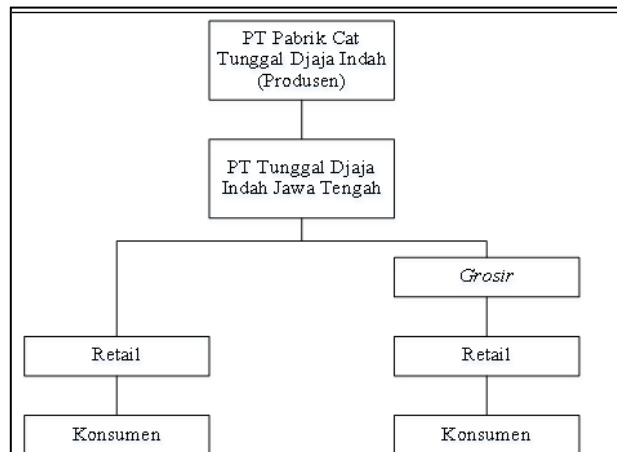 PT Pabrik Cat
Tunggal Djaja Indah
(Produsen)
PT Tunggal Djaja
Indah Jawa Tengah
Grosir
Retail
Retail
Konsumen
Konsumen